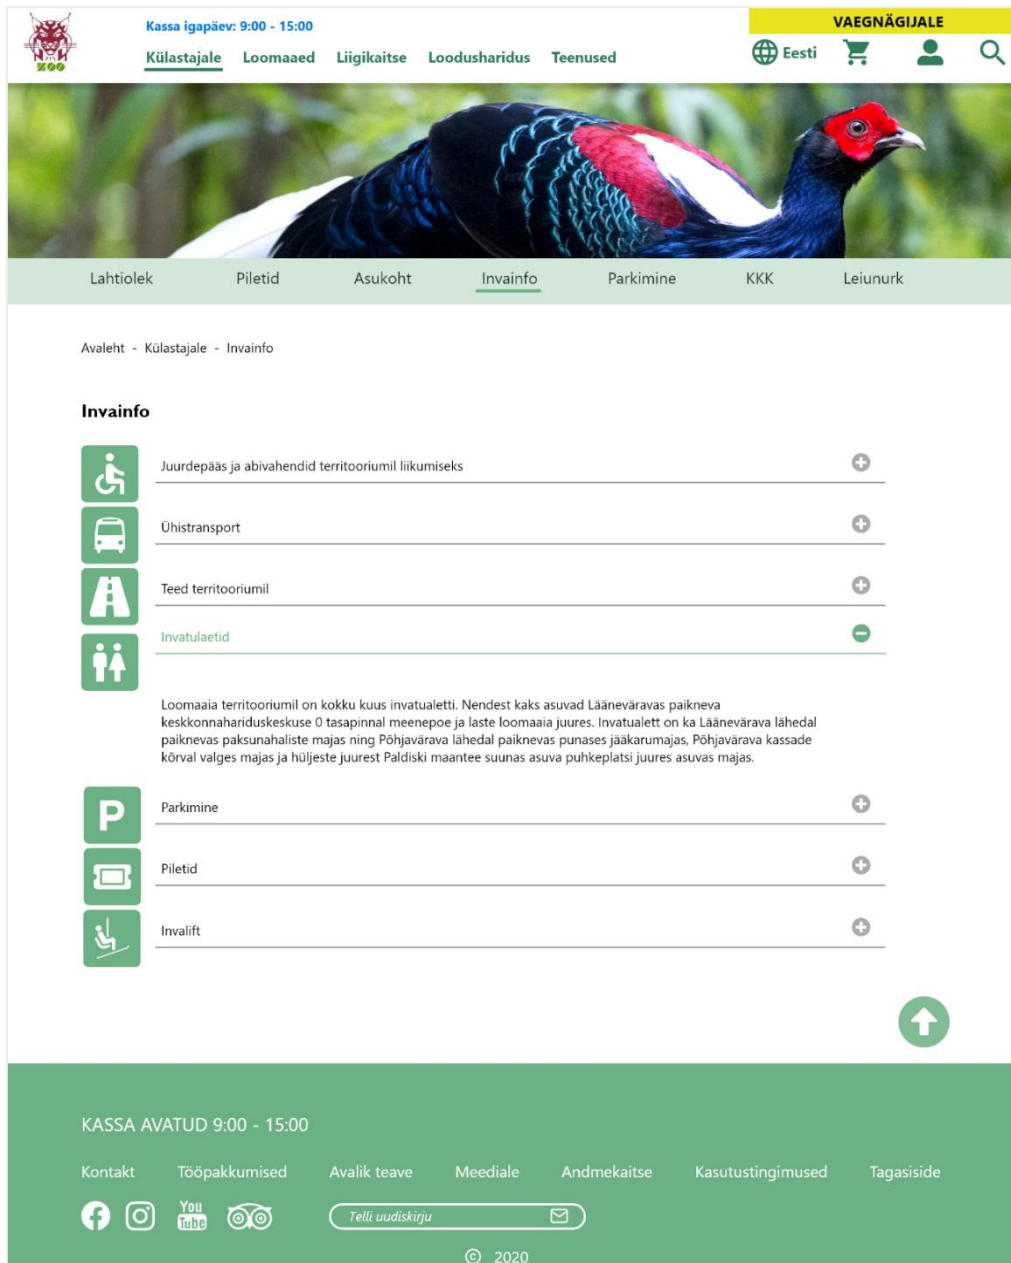 ZOO
Kassa igapäev: 9:00 - 15:00
VAEGNÄGIJALE
Külastajale Loomaaed Liigikaitse Loodusharidus Teenused
Eesti
Lahtiolek Piletid Asukoht Invainfo Parkimine KKK Leiunurk
Avaleht - Külastajale - Invainfo
Invainfo
Juurdepääs ja abivahendid territooriumil liikumiseks
Ühistransport
Teed territooriumil
Invatulaetid
Loomaaia territooriumil on kokku kuus invatualetti. Nendest kaks asuvad Lääneväravas paikneva
keskkonnahariduskeskuse 0 tasapinnal meenepoe ja laste loomaaia juures. Invatualett on ka Läänevärava lähedal
paiknevas paksunahaliste majas ning Põhjavärava lähedal paiknevas punases jääkarumajas, Põhjavärava kassade
kõrval valges majas ja hüljeste juurest Paldiski maantee suunas asuva puhkeplatsi juures asuvas majas.
P
Parkimine
Piletid
Invalift
KASSA AVATUD 9:00 - 15:00
Kontakt Tööpakkumised Avalik teave Meediale Andmekaitse Kasutustingimused Tagasiside
You
Tube
Telli uudiskirju
© 2020